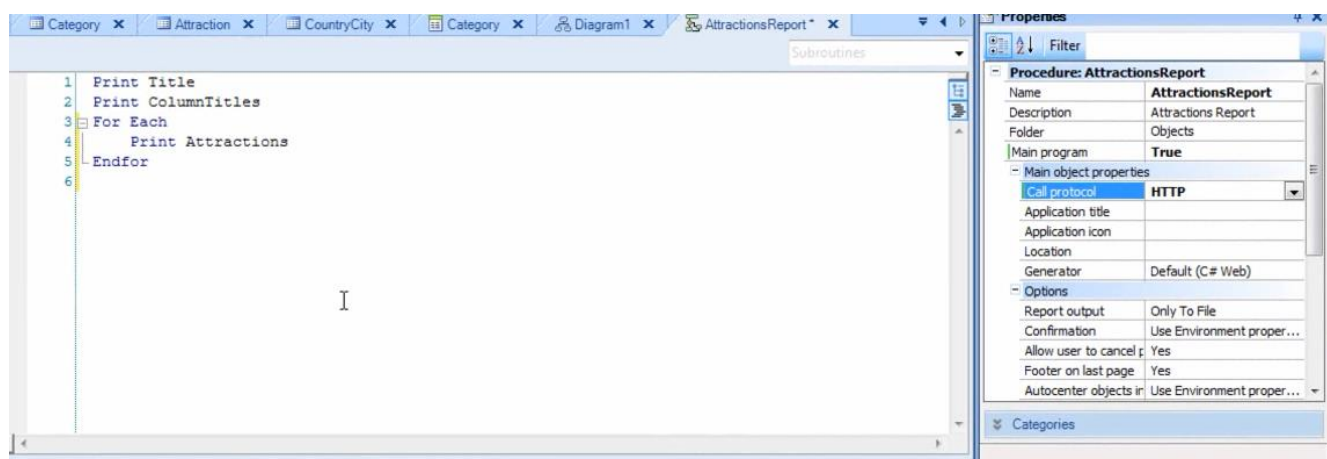 Category x Attraction x CountryCity x Category x Diagram1 x AttractionsReport * x
Properties
Subroutines
Filter
1 Print Title
2 Print ColumnTitles
3 For Each
4 Print Attractions
5 Endfor
6
Procedure: AttractionsReport
Name AttractionsReport
Description Attractions Report
Folder Objects
Main program True
Main object properties
Call protocol HTTP
Application title
Application icon
Location
Generator Default (C# Web)
Options
Report output Only To File
Confirmation Use Environment proper...
Allow user to cancel p Yes
Footer on last page Yes
Autocenter objects in Use Environment proper...
Categories